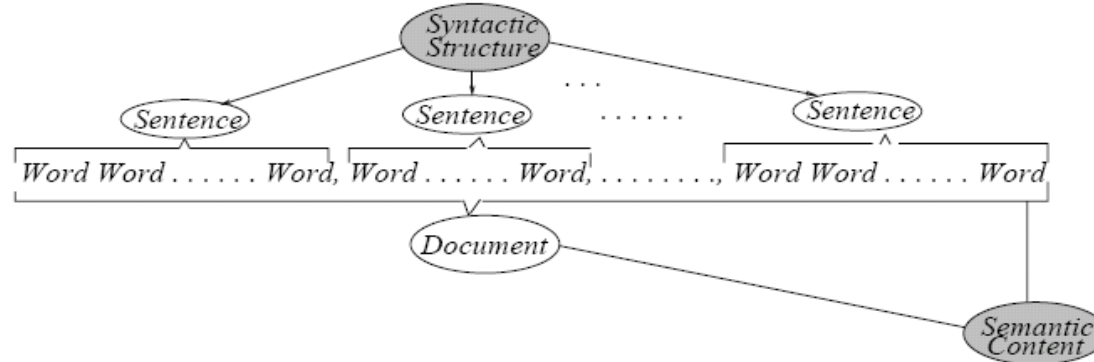 Syntactic
Structure
. . .
Sentence
Sentence
. . . . . .
Sentence
Word Word . . . . . . Word, Word . . . . . . Word, . . . . . . . . ., Word Word . . . . . . Word
Document
Semantic
Content